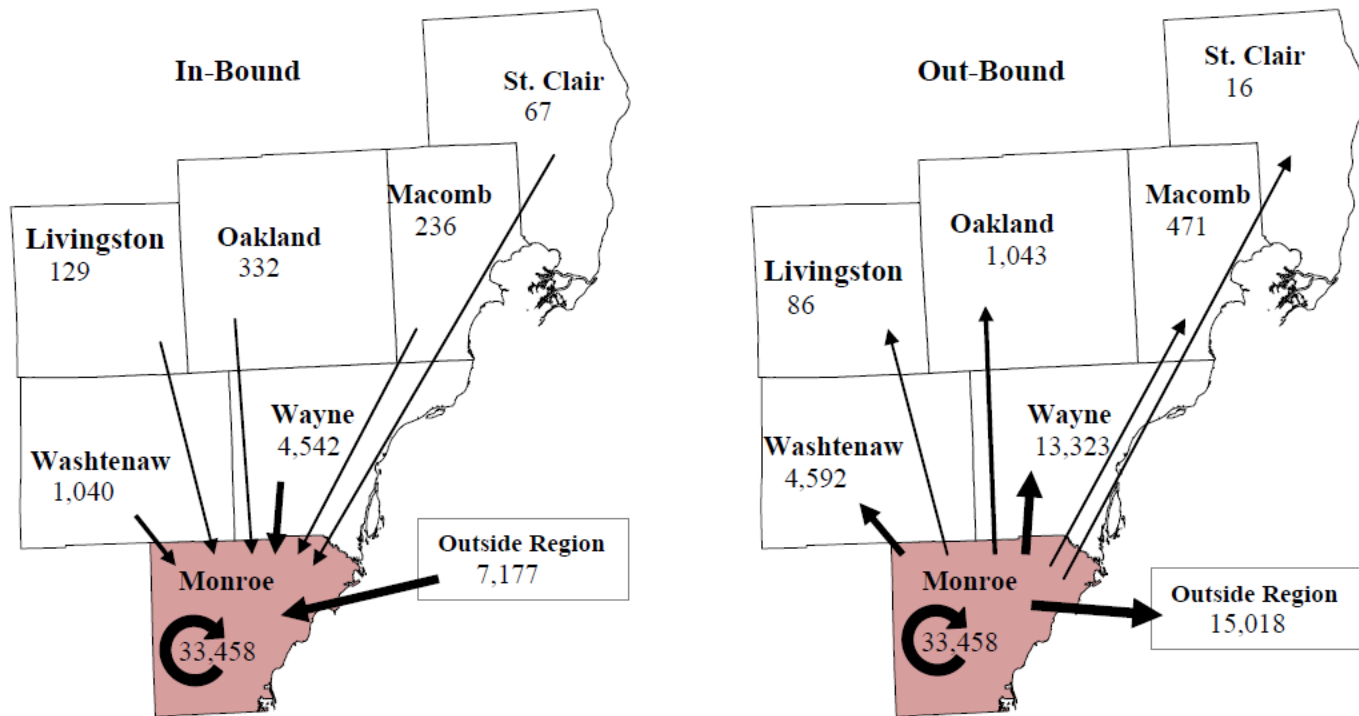 In-Bound
St. Clair
67
Macomb
236
Oakland
332
Livingston
129
Wayne
4,542
Washtenaw
1,040
Outside Region
7,177
Monroe
33,458
Out-Bound
St. Clair
16
Macomb
471
Oakland
1,043
Livingston
86
Wayne
13,323
Washtenaw
4,592
Monroe
33,458
Outside Region
15,018